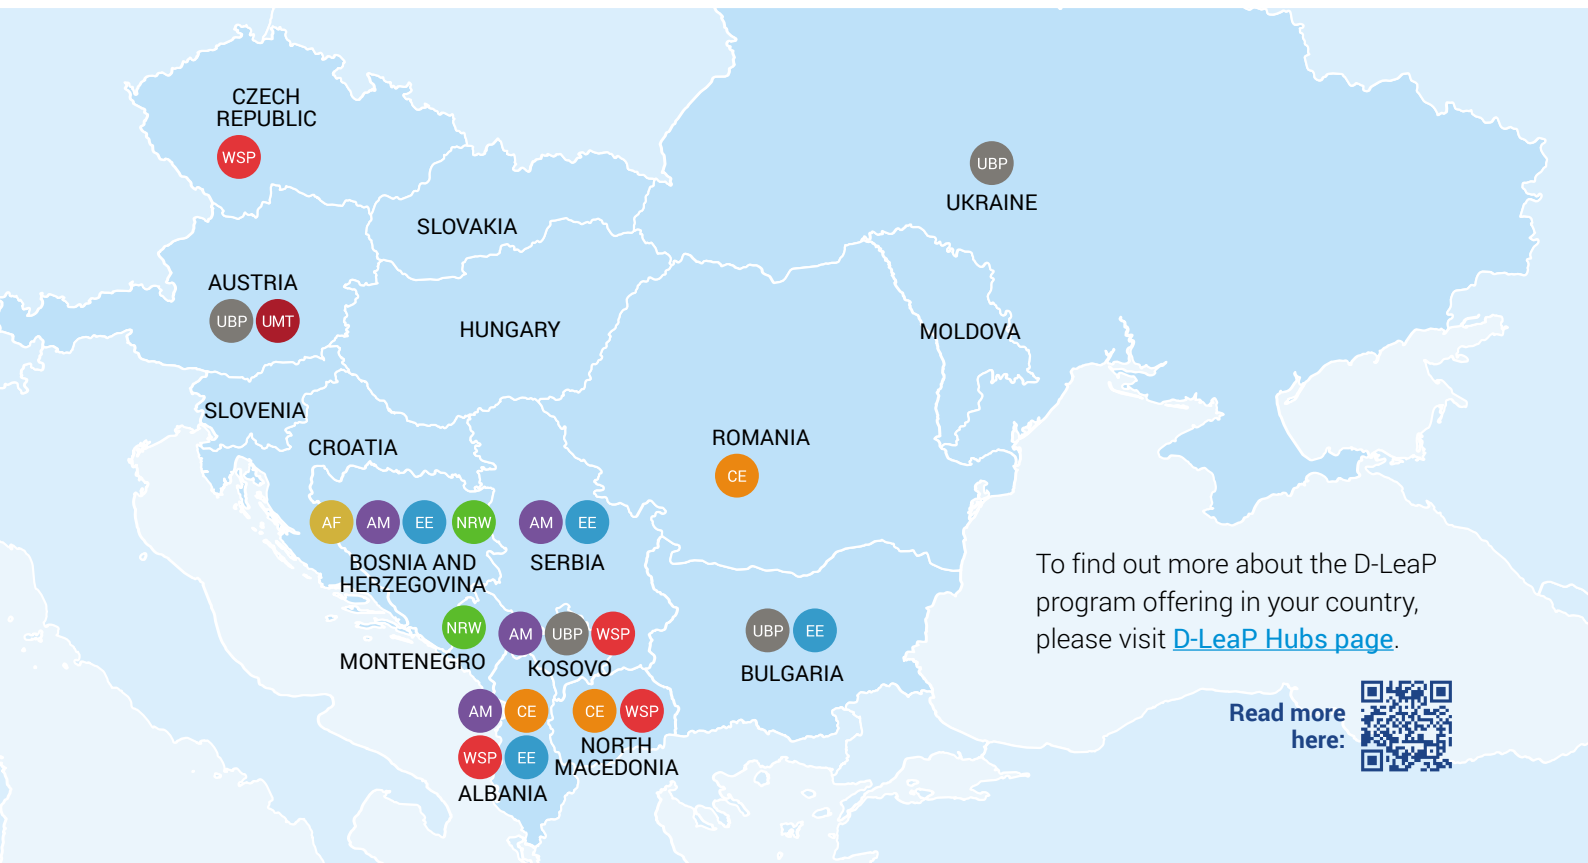 CZECH
REPUBLIC
WSP
UBP
UKRAINE
SLOVAKIA
AUSTRIA
UBP UMT
HUNGARY
MOLDOVA
SLOVENIA
CROATIA
ROMANIA
CE
AF AM EE NRW
BOSNIA AND
HERZEGOVINA
AM EE
SERBIA
NRW
MONTENEGRO
AM UBP WSP
KOSOVO
UBP EE
BULGARIA
AM CE
WSP EE
ALBANIA
CE WSP
NORTH
MACEDONIA
To find out more about the D-LeaP
program offering in your country,
please visit D-LeaP Hubs page.
Read more
here: